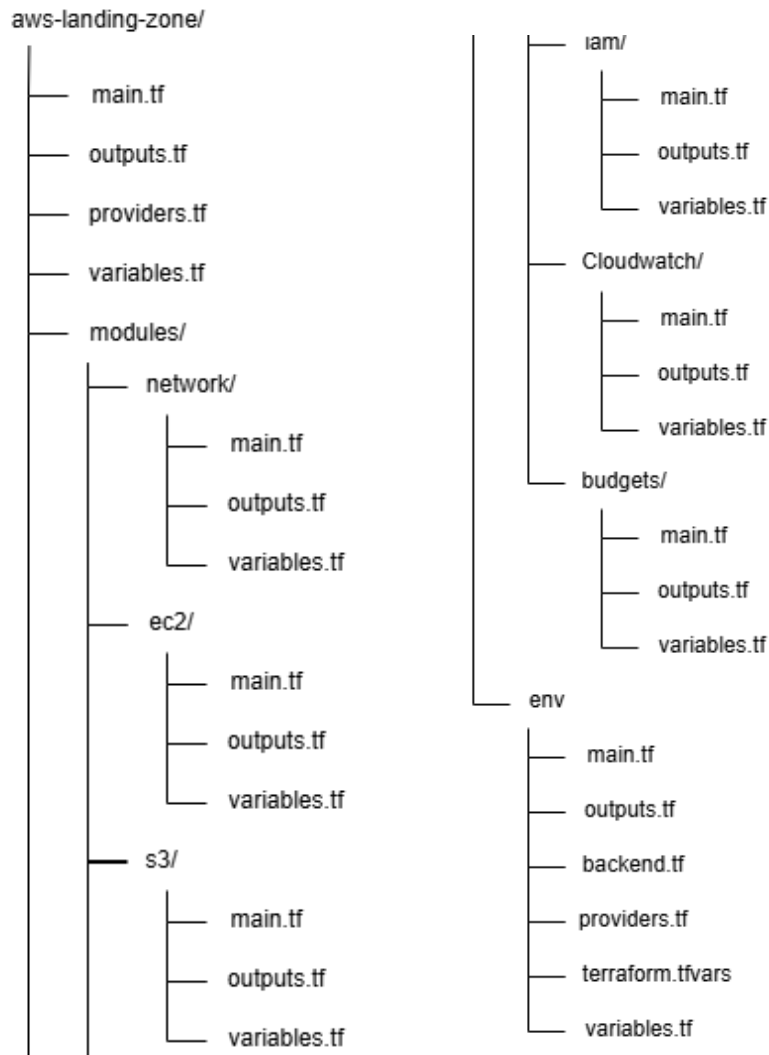 aws-landing-zone/
main.tf
outputs.tf
providers.tf
variables.tf
modules/
network/
main.tf
outputs.tf
variables.tf
ec2/
main.tf
outputs.tf
variables.tf
s3/
main.tf
outputs.tf
variables.tf
iam/
main.tf
outputs.tf
variables.tf
Cloudwatch/
main.tf
outputs.tf
variables.tf
budgets/
main.tf
outputs.tf
variables.tf
env
main.tf
outputs.tf
backend.tf
providers.tf
terraform.tfvars
variables.tf